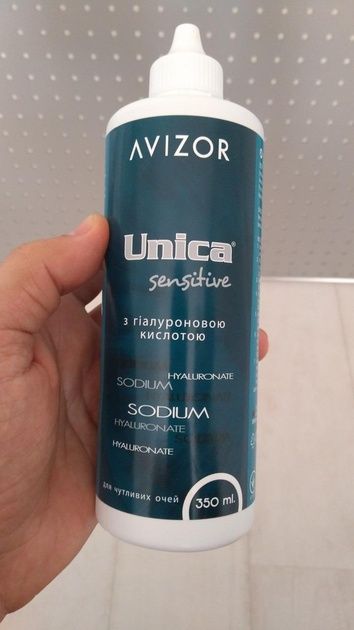 AVIZOR
Unica®
sensitive
з гіалуроновою
кислотою
HYALURONATE
SODIUM
SODIUM
HYALURONATE
HYALURONATE
для чутливих очей
350 ml.